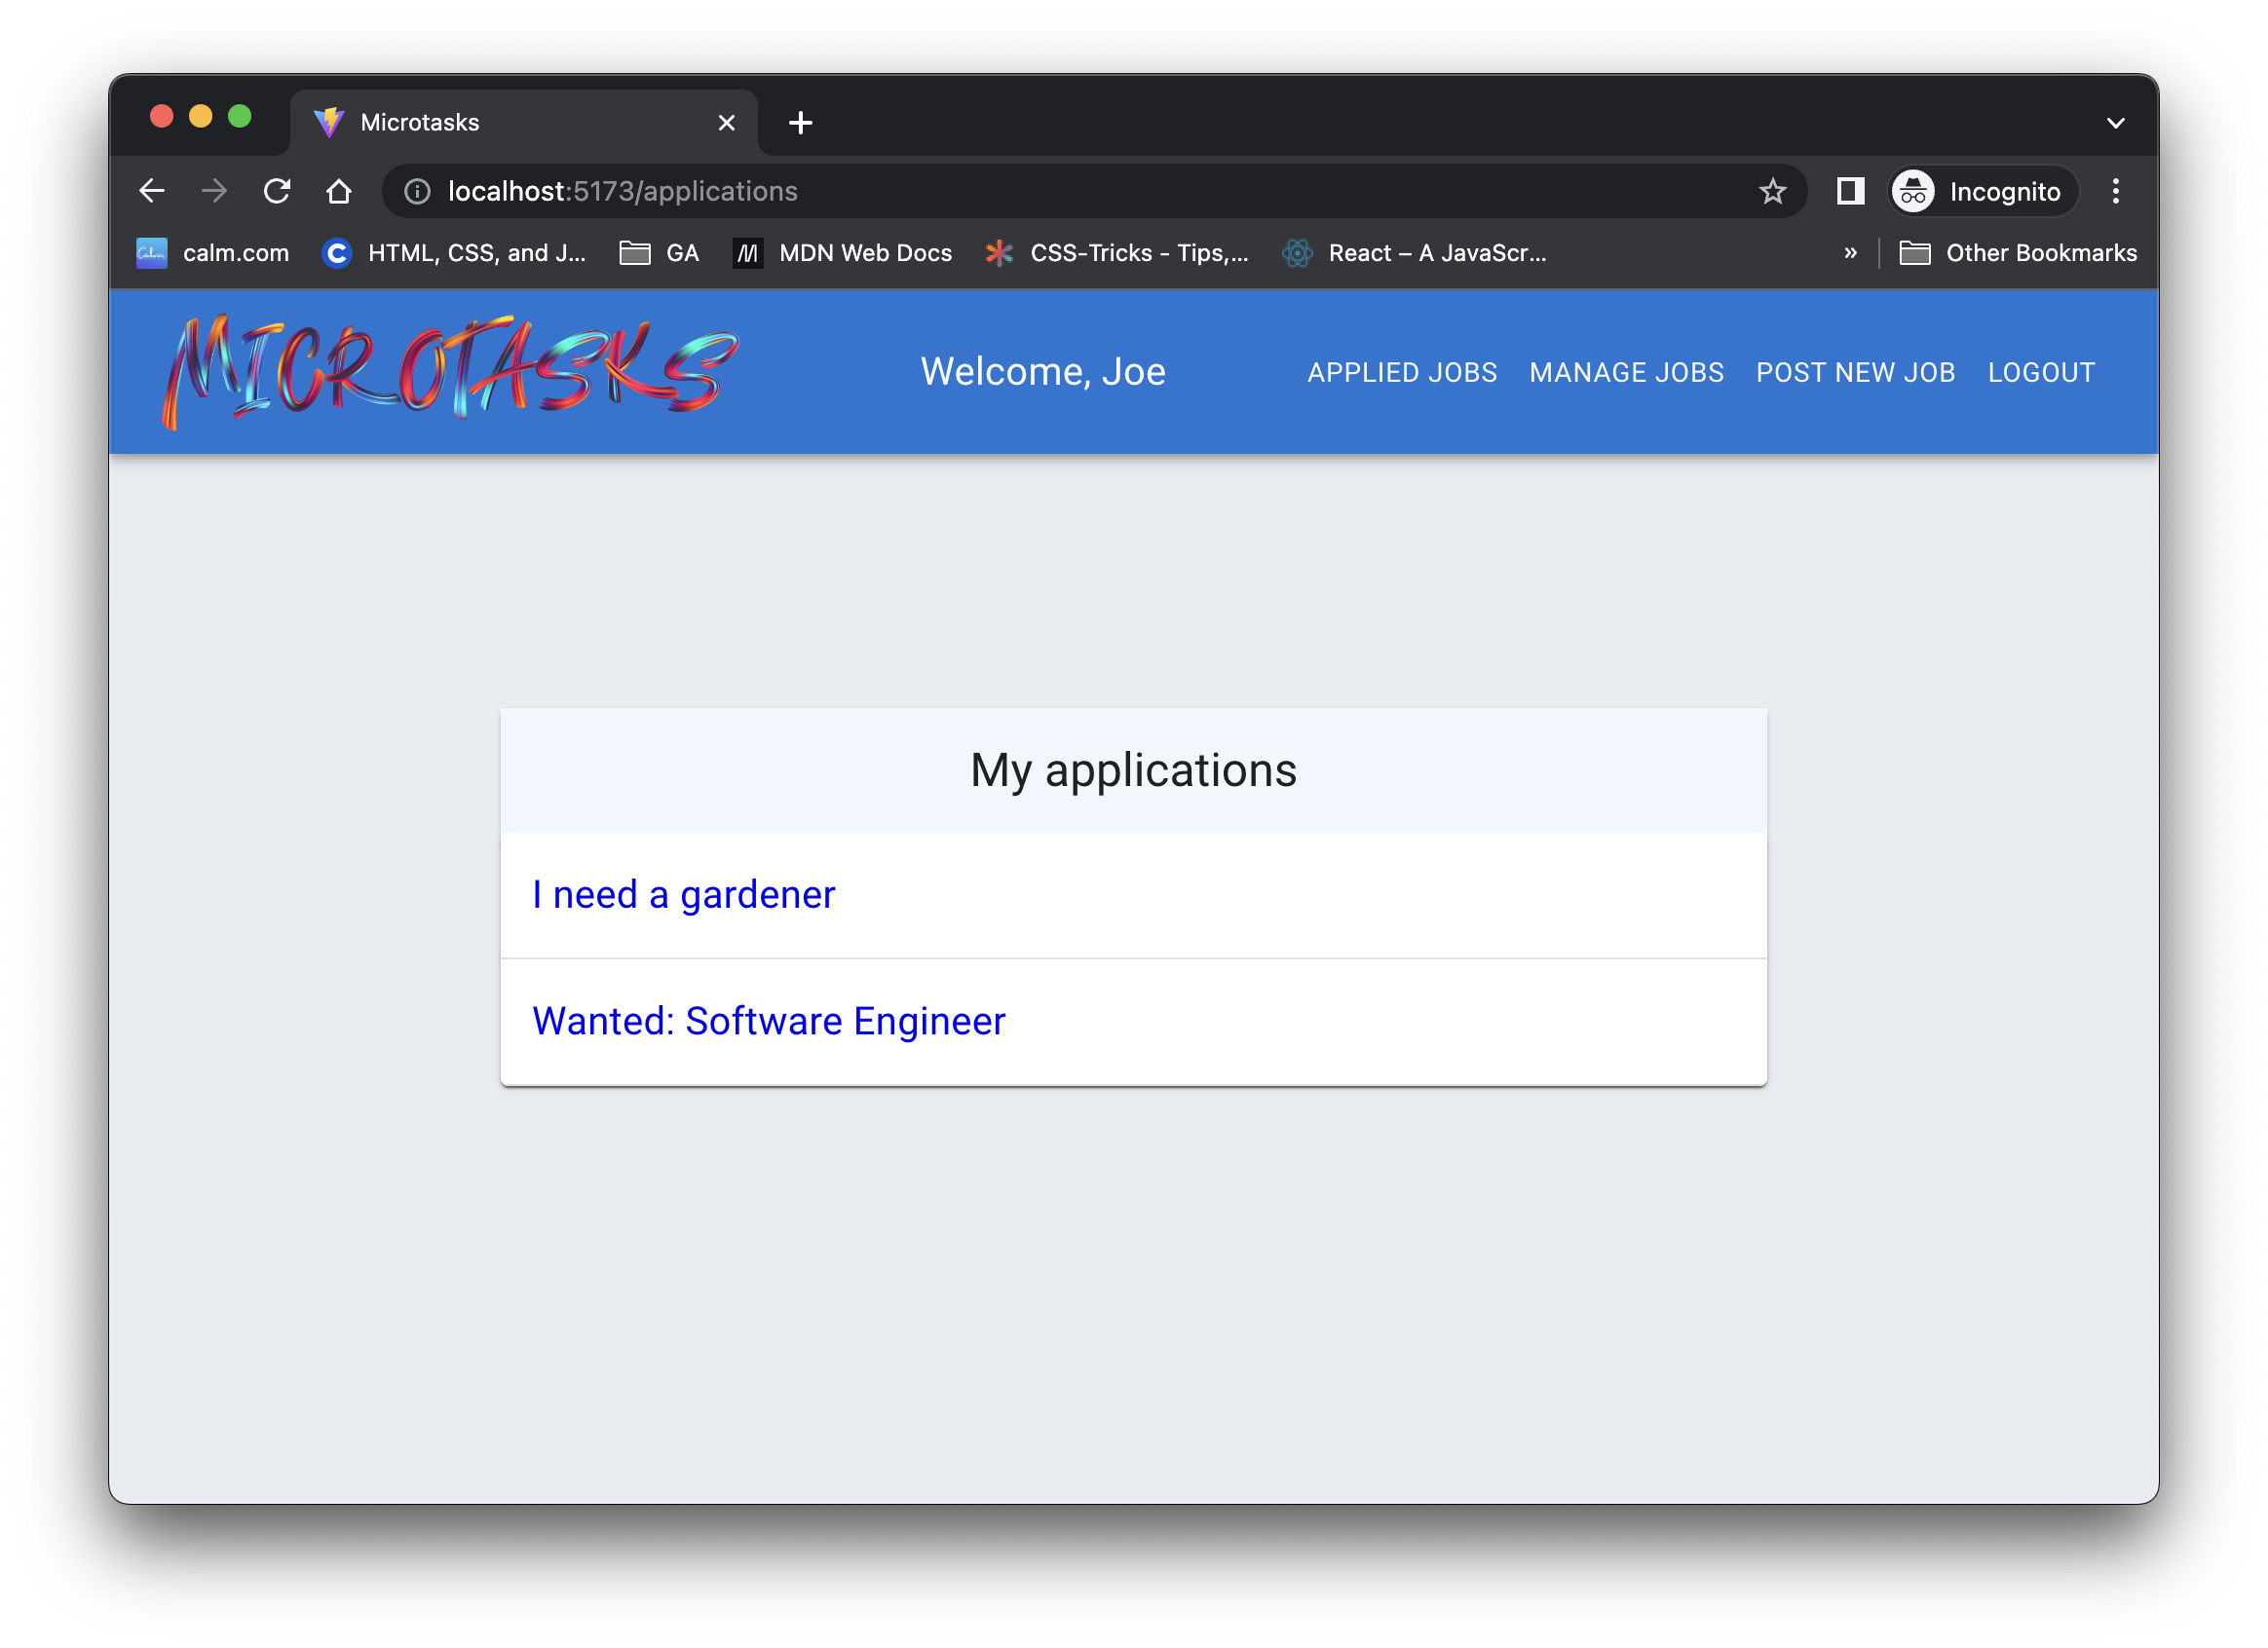 Microtasks
localhost:5173/applications
Incognito
calm.com
HTML, CSS, and J...
GA
MDN Web Docs
CSS-Tricks - Tips,...
React – A JavaScr...
»
Other Bookmarks
MICROTASKS
Welcome, Joe
APPLIED JOBS
MANAGE JOBS
POST NEW JOB
LOGOUT
My applications
I need a gardener
Wanted: Software Engineer